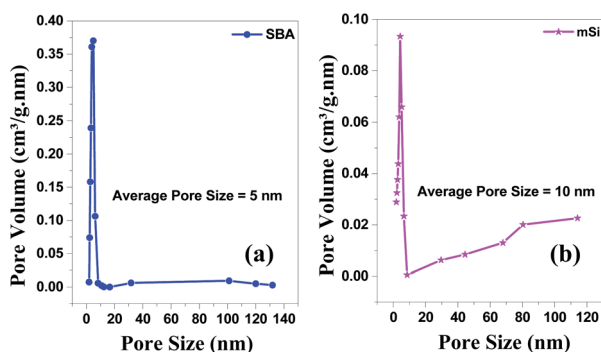 SBA
0.40
0.35
0.30
0.25
0.20
0.15
0.10
0.05
0.00
Pore Volume (cm³/g.nm)
Average Pore Size = 5 nm
(a)
0 20 40 60 80 100 120 140
Pore Size (nm)
mSi
0.10
0.08
0.06
0.04
0.02
0.00
Pore Volume (cm³/g.nm)
Average Pore Size = 10 nm
(b)
0 20 40 60 80 100 120
Pore Size (nm)